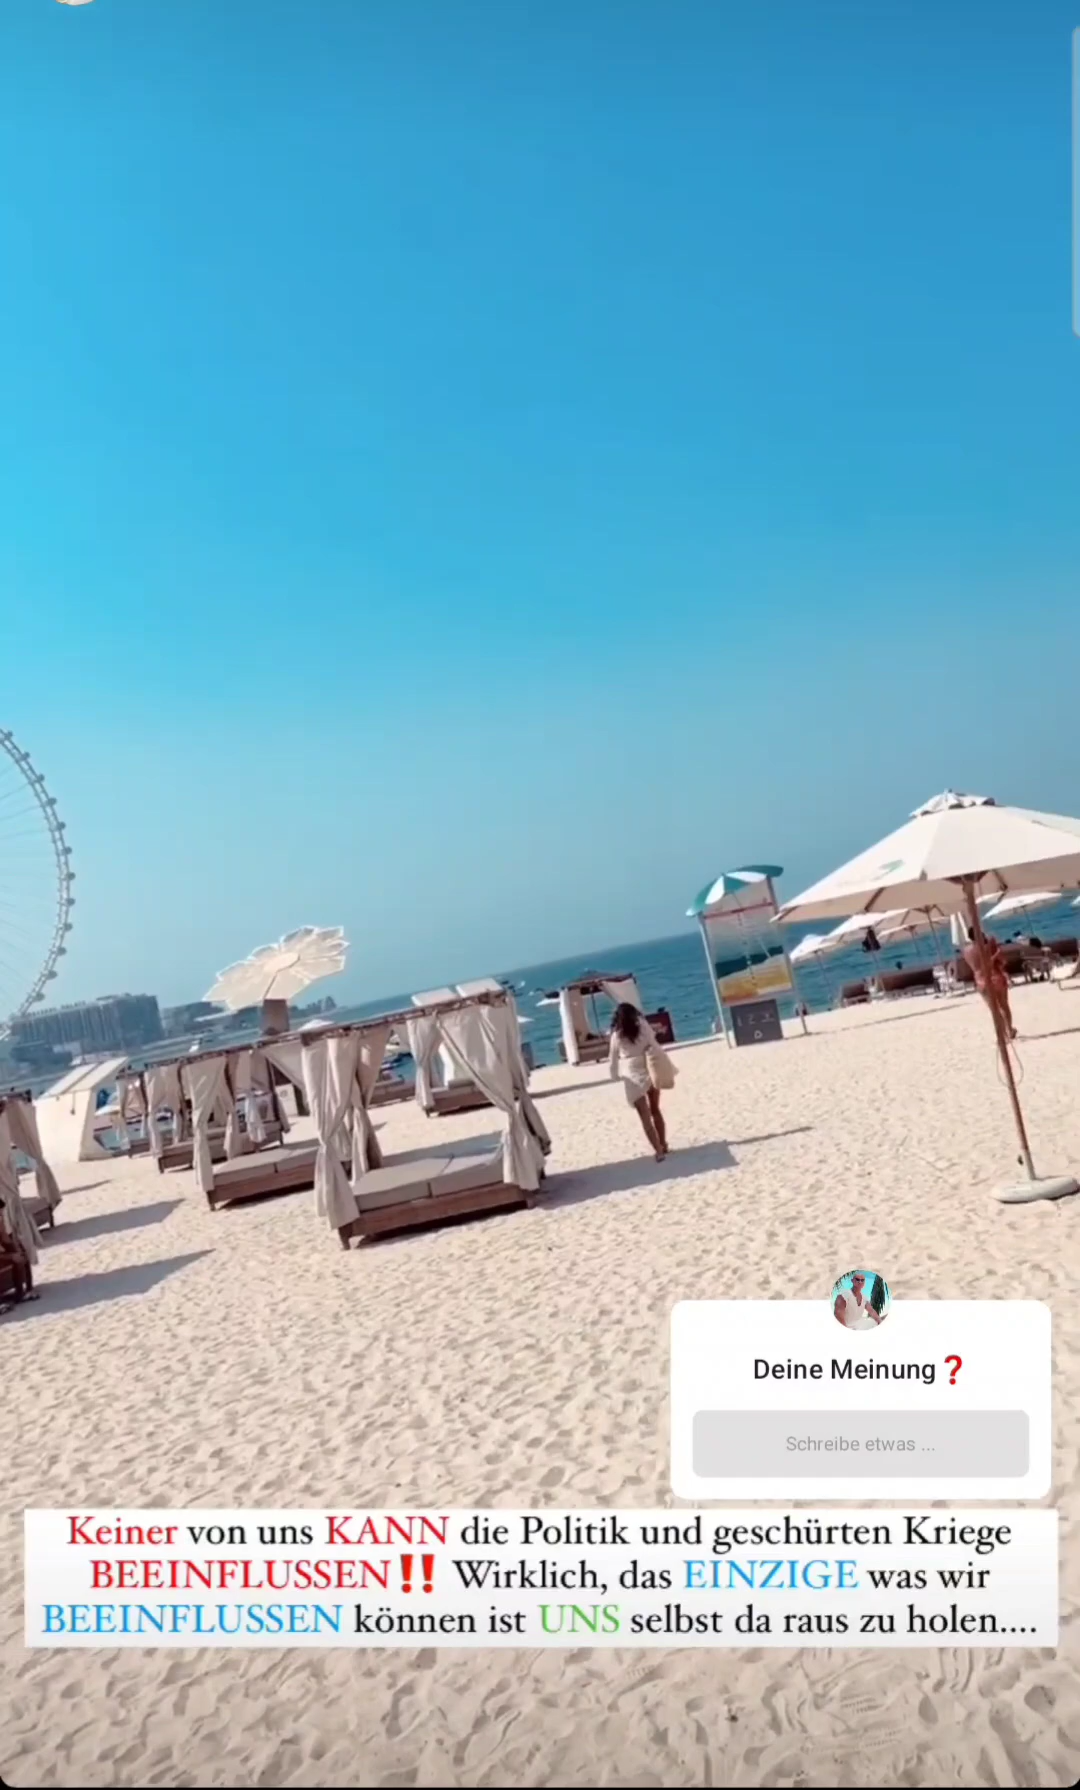 Deine Meinung❓
Schreibe etwas ...
Keiner von uns KANN die Politik und geschürten Kriege
BEEINFLUSSEN‼️ Wirklich, das EINZIGE was wir
BEEINFLUSSEN können ist UNS selbst da raus zu holen....